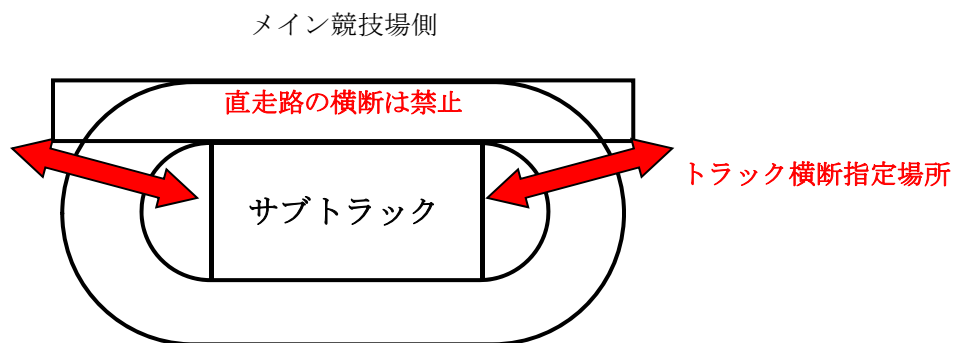 メイン競技場側
直走路の横断は禁止
トラック横断指定場所
サブトラック